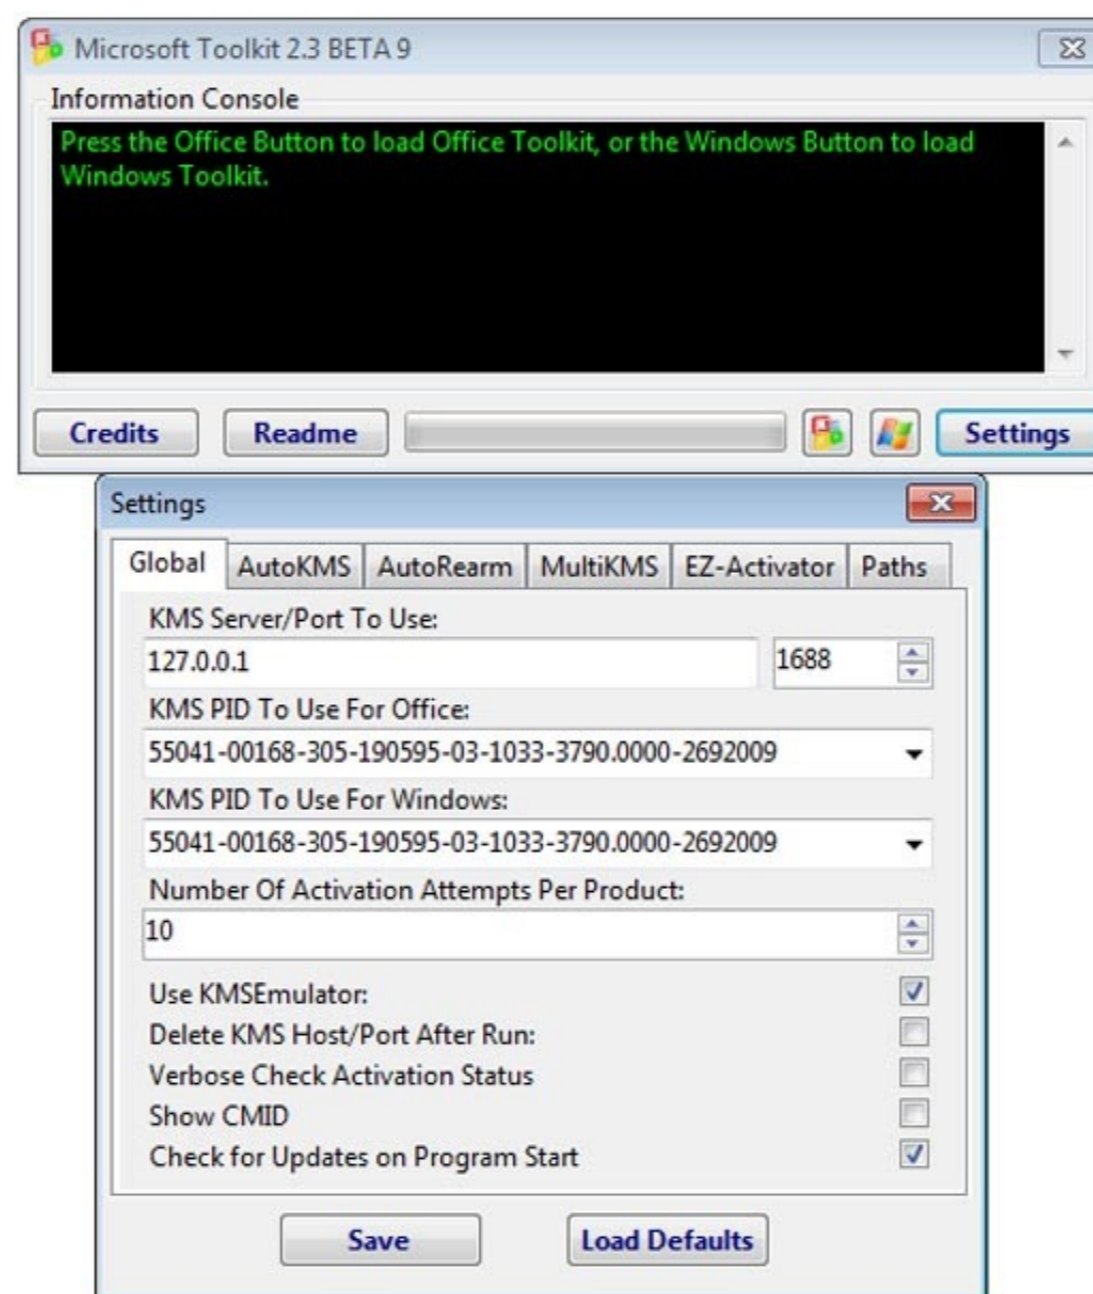 Microsoft Toolkit 2.3 BETA 9
Information Console
Press the Office Button to load Office Toolkit, or the Windows Button to load
Windows Toolkit.
Credits
Readme
Settings
Settings
Global
AutoKMS
AutoRearm
MultiKMS
EZ-Activator
Paths
KMS Server/Port To Use:
127.0.0.1
1688
KMS PID To Use For Office:
55041-00168-305-190595-03-1033-3790.0000-2692009
KMS PID To Use For Windows:
55041-00168-305-190595-03-1033-3790.0000-2692009
Number Of Activation Attempts Per Product:
10
Use KMSEmulator:
Delete KMS Host/Port After Run:
Verbose Check Activation Status
Show CMID
Check for Updates on Program Start
Save
Load Defaults